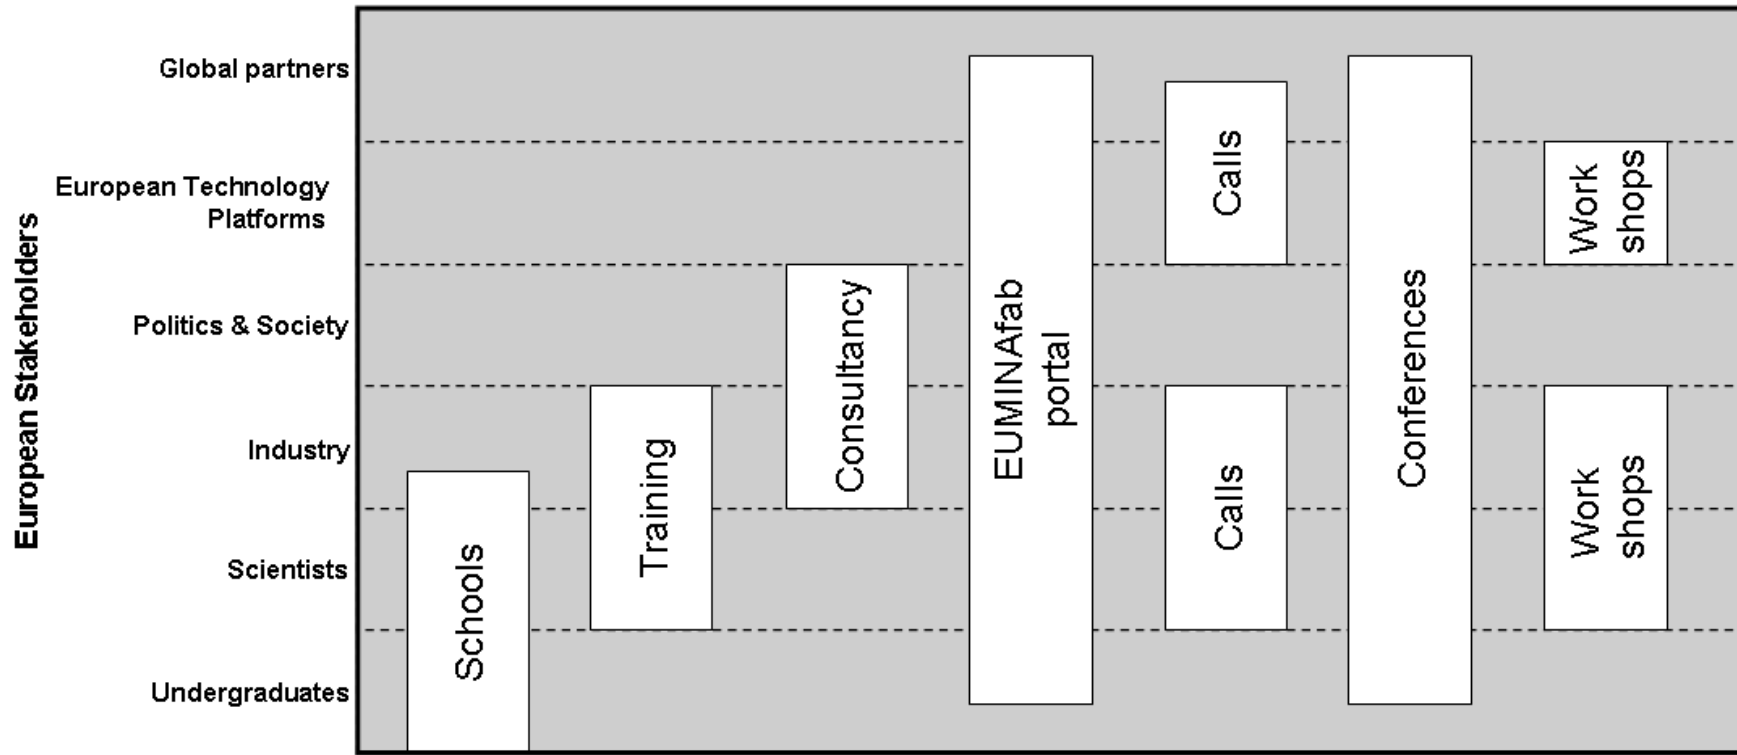 European Stakeholders
Global partners
European Technology
Platforms
Politics & Society
Industry
Scientists
Undergraduates
Schools
Training
Consultancy
EUMINAfab
portal
Calls
Calls
Conferences
Work
shops
Work
shops